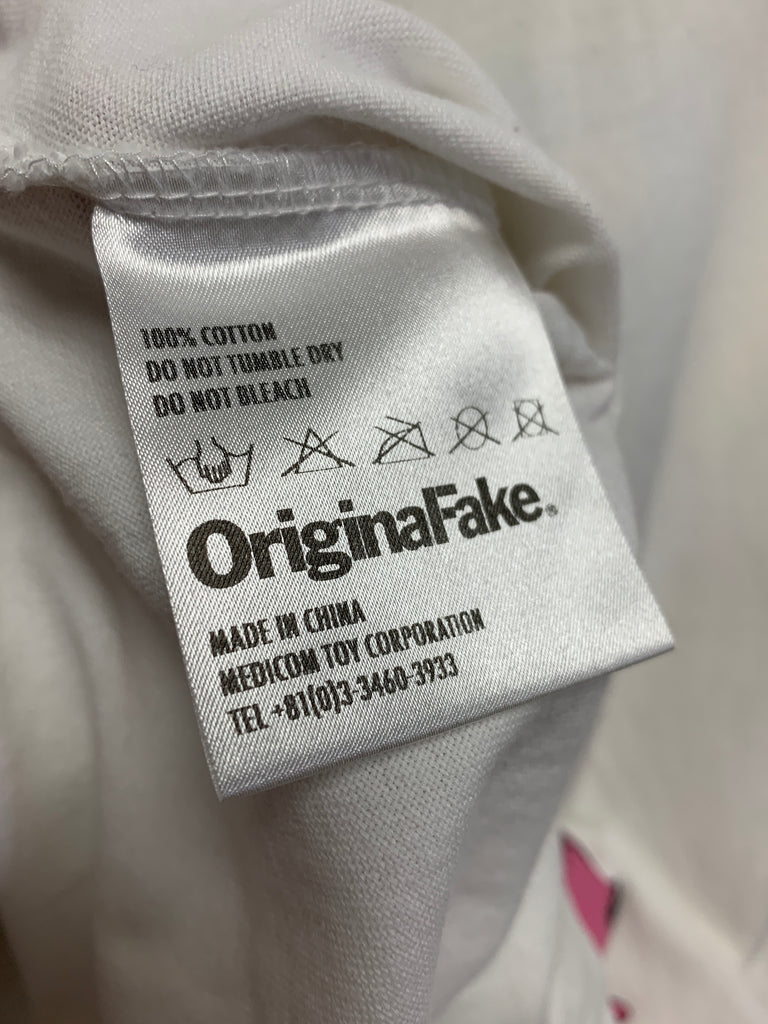 100% COTTON
DO NOT TUMBLE DRY
DO NOT BLEACH
OriginalFake®
MADE IN CHINA
MEDICOM TOY CORPORATION
TEL +81(0)3-3460-3933